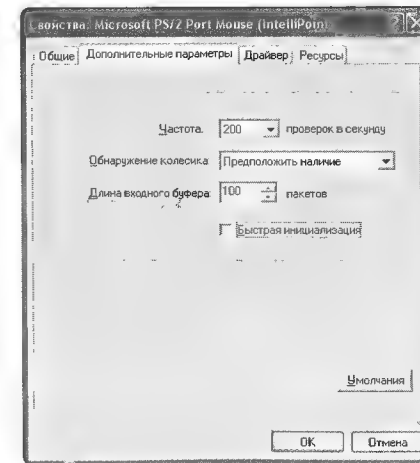 Свойства: Microsoft PS/2 Port Mouse (IntelliPoint)
Общие Дополнительные параметры Драйвер Ресурсы
Частота: 200 проверок в секунду
Обнаружение колесика: Предположить наличие
Длина входного буфера: 100 пакетов
Быстрая инициализация
Умолчания
OK Отмена